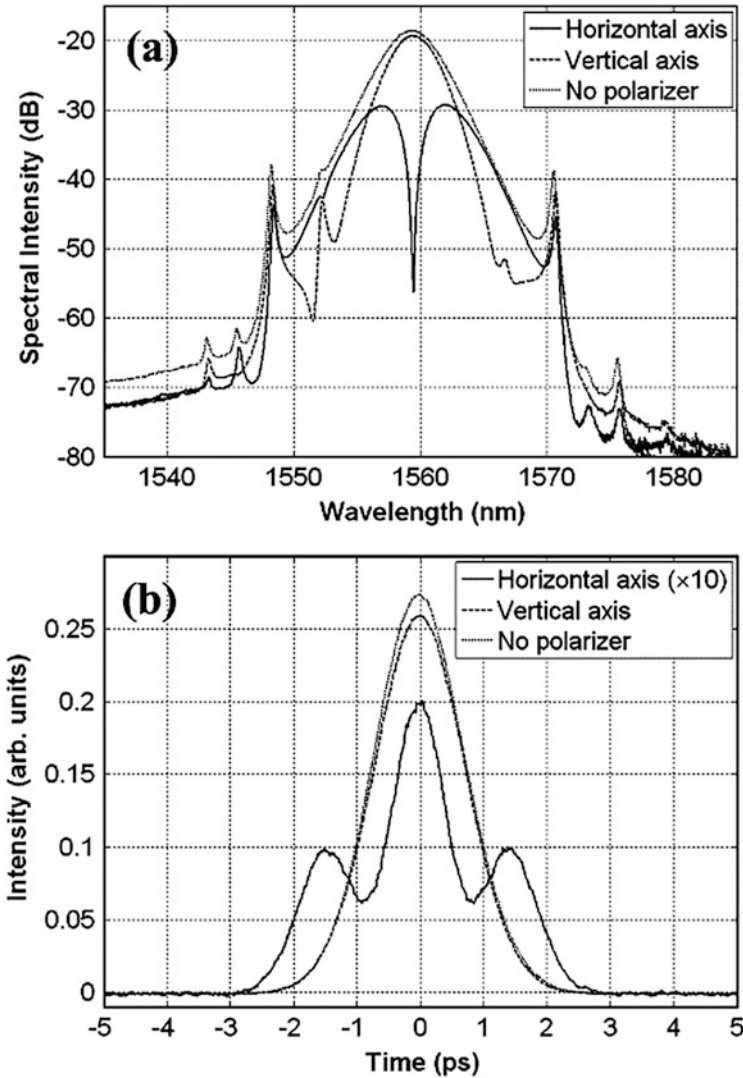 (a)
Horizontal axis
Vertical axis
No polarizer
Spectral Intensity (dB)
-20
-30
-40
-50
-60
-70
-80
1540 1550 1560 1570 1580
Wavelength (nm)
(b)
Horizontal axis (×10)
Vertical axis
No polarizer
Intensity (arb. units)
0.25
0.2
0.15
0.1
0.05
0
-5 -4 -3 -2 -1 0 1 2 3 4 5
Time (ps)